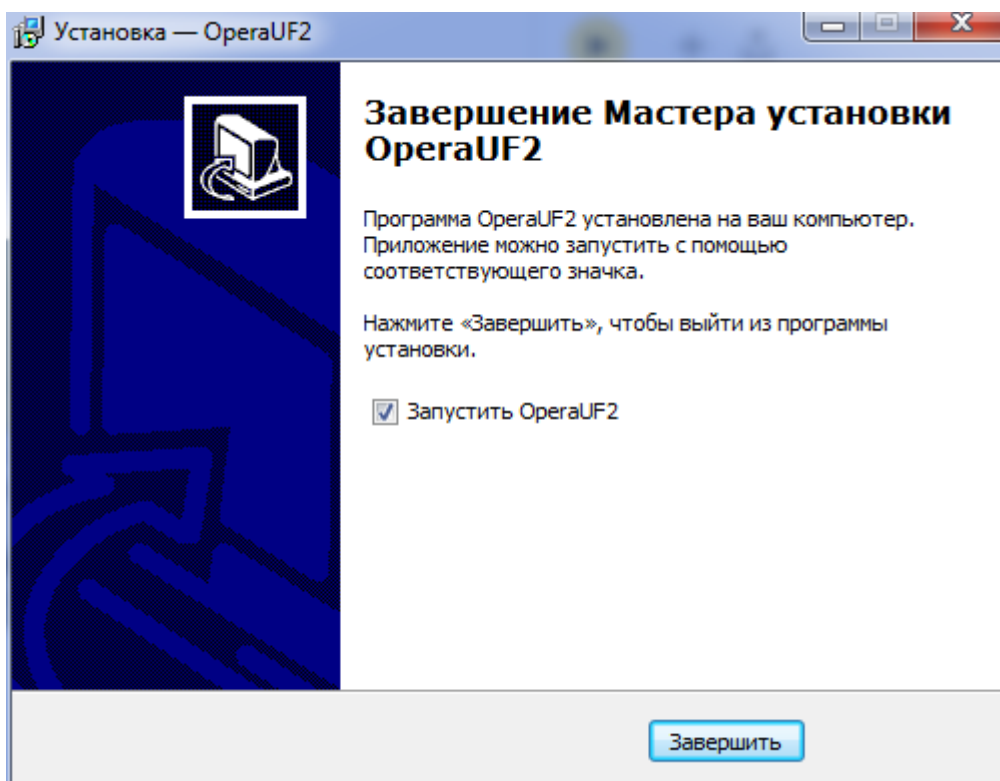 Установка — OperaUF2
Завершение Мастера установки
OperaUF2
Программа OperaUF2 установлена на ваш компьютер.
Приложение можно запустить с помощью
соответствующего значка.
Нажмите «Завершить», чтобы выйти из программы
установки.
Запустить OperaUF2
Завершить